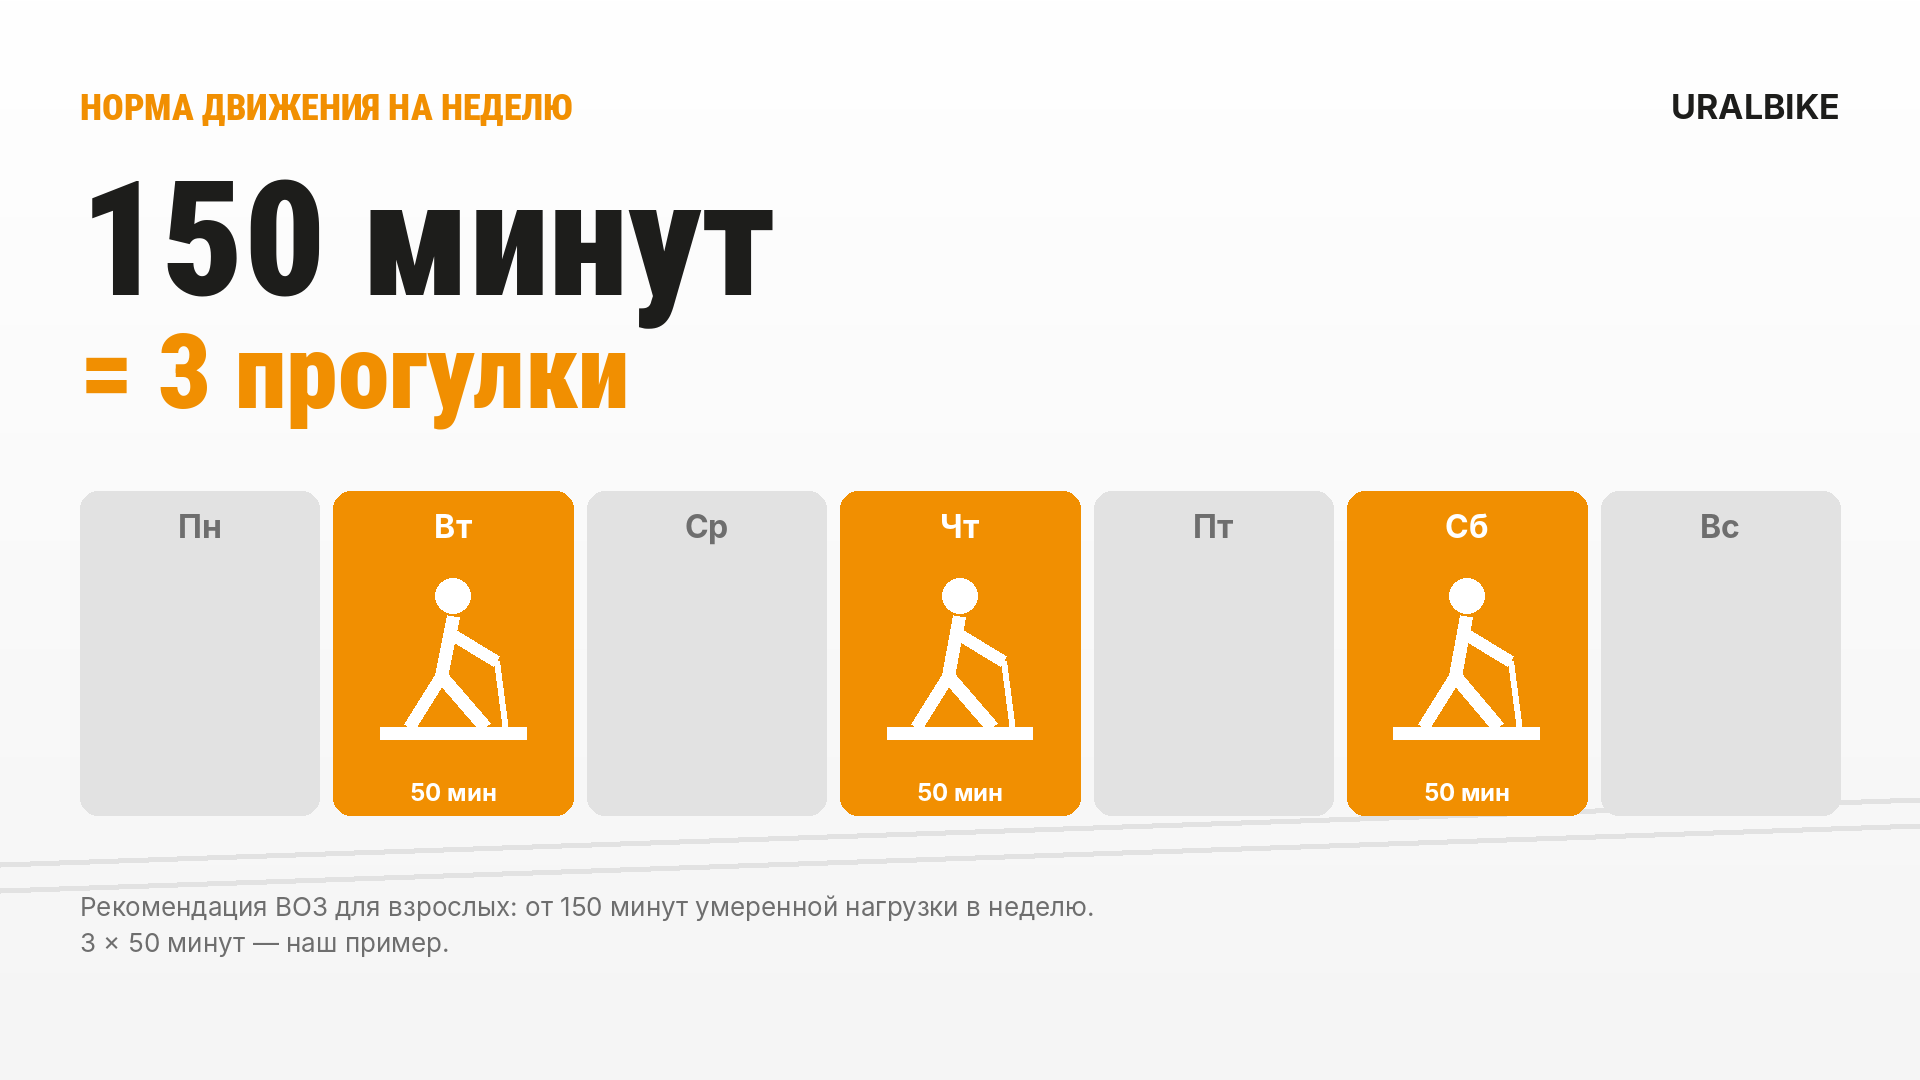 НОРМА ДВИЖЕНИЯ НА НЕДЕЛЮ
URALBIKE
150 минут
= 3 прогулки
Пн
Вт
Ср
Чт
Пт
Сб
Вс
50 мин
50 мин
50 мин
Рекомендация ВОЗ для взрослых: от 150 минут умеренной нагрузки в неделю.
3 × 50 минут — наш пример.